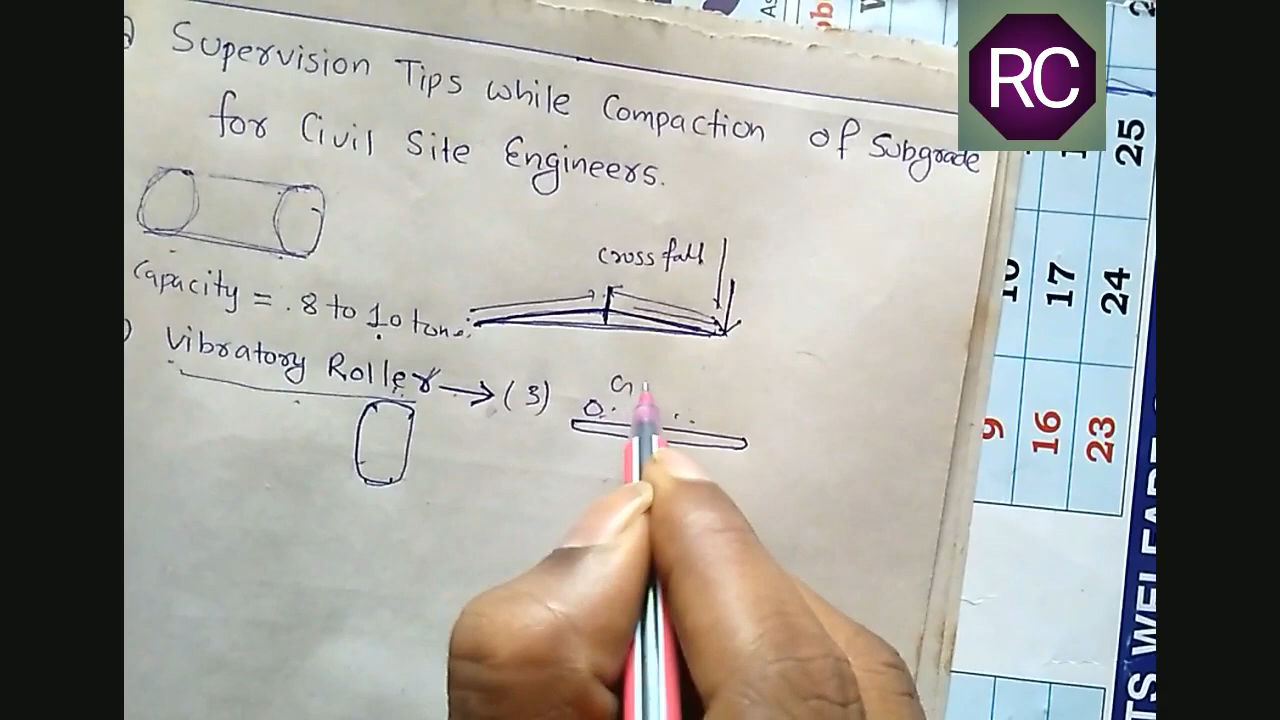 Supervision Tips while Compaction of Subgrade
for Civil Site Engineers.
cross fall
Capacity = .8 to 10 tone.
Vibratory Roller → (3)
RC
25
17
24
9
16
23